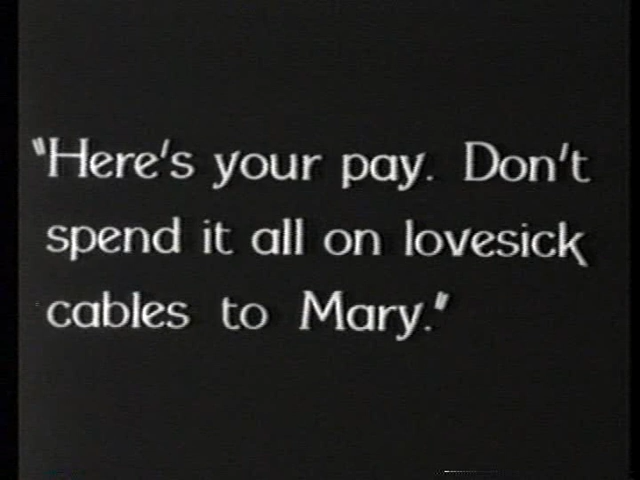 "Here's your pay. Don't
spend it all on lovesick
cables to Mary."